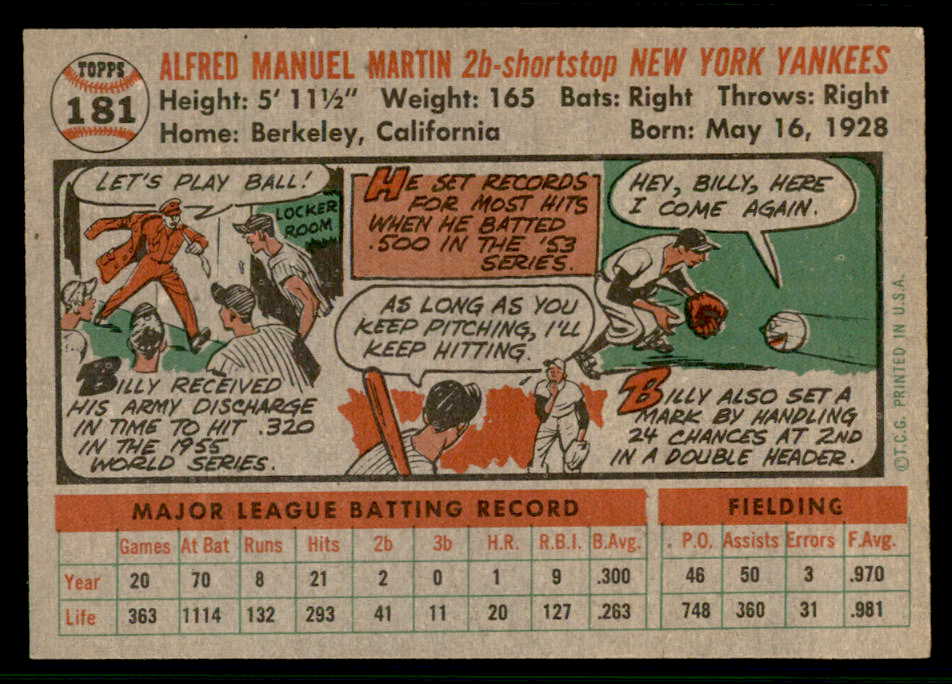 TOPPS
181
ALFRED MANUEL MARTIN 2b-shortstop NEW YORK YANKEES
Height: 5' 11½" Weight: 165 Bats: Right Throws: Right
Home: Berkeley, California Born: May 16, 1928
LET'S PLAY BALL!
LOCKER
ROOM
BILLY RECEIVED
HIS ARMY DISCHARGE
IN TIME TO HIT .320
IN THE 1955
WORLD SERIES.
HE SET RECORDS
FOR MOST HITS
WHEN HE BATTED
.500 IN THE '53
SERIES.
AS LONG AS YOU
KEEP PITCHING, I'LL
KEEP HITTING.
HEY, BILLY, HERE
I COME AGAIN.
BILLY ALSO SET A
MARK BY HANDLING
24 CHANCES AT 2ND
IN A DOUBLE HEADER.
©T.C.G. PRINTED IN U.S.A.
MAJOR LEAGUE BATTING RECORD FIELDING
Games At Bat Runs Hits 2b 3b H.R. R.B.I. B.Avg. P.O. Assists Errors F.Avg.
Year 20 70 8 21 2 0 1 9 .300 46 50 3 .970
Life 363 1114 132 293 41 11 20 127 .263 748 360 31 .981